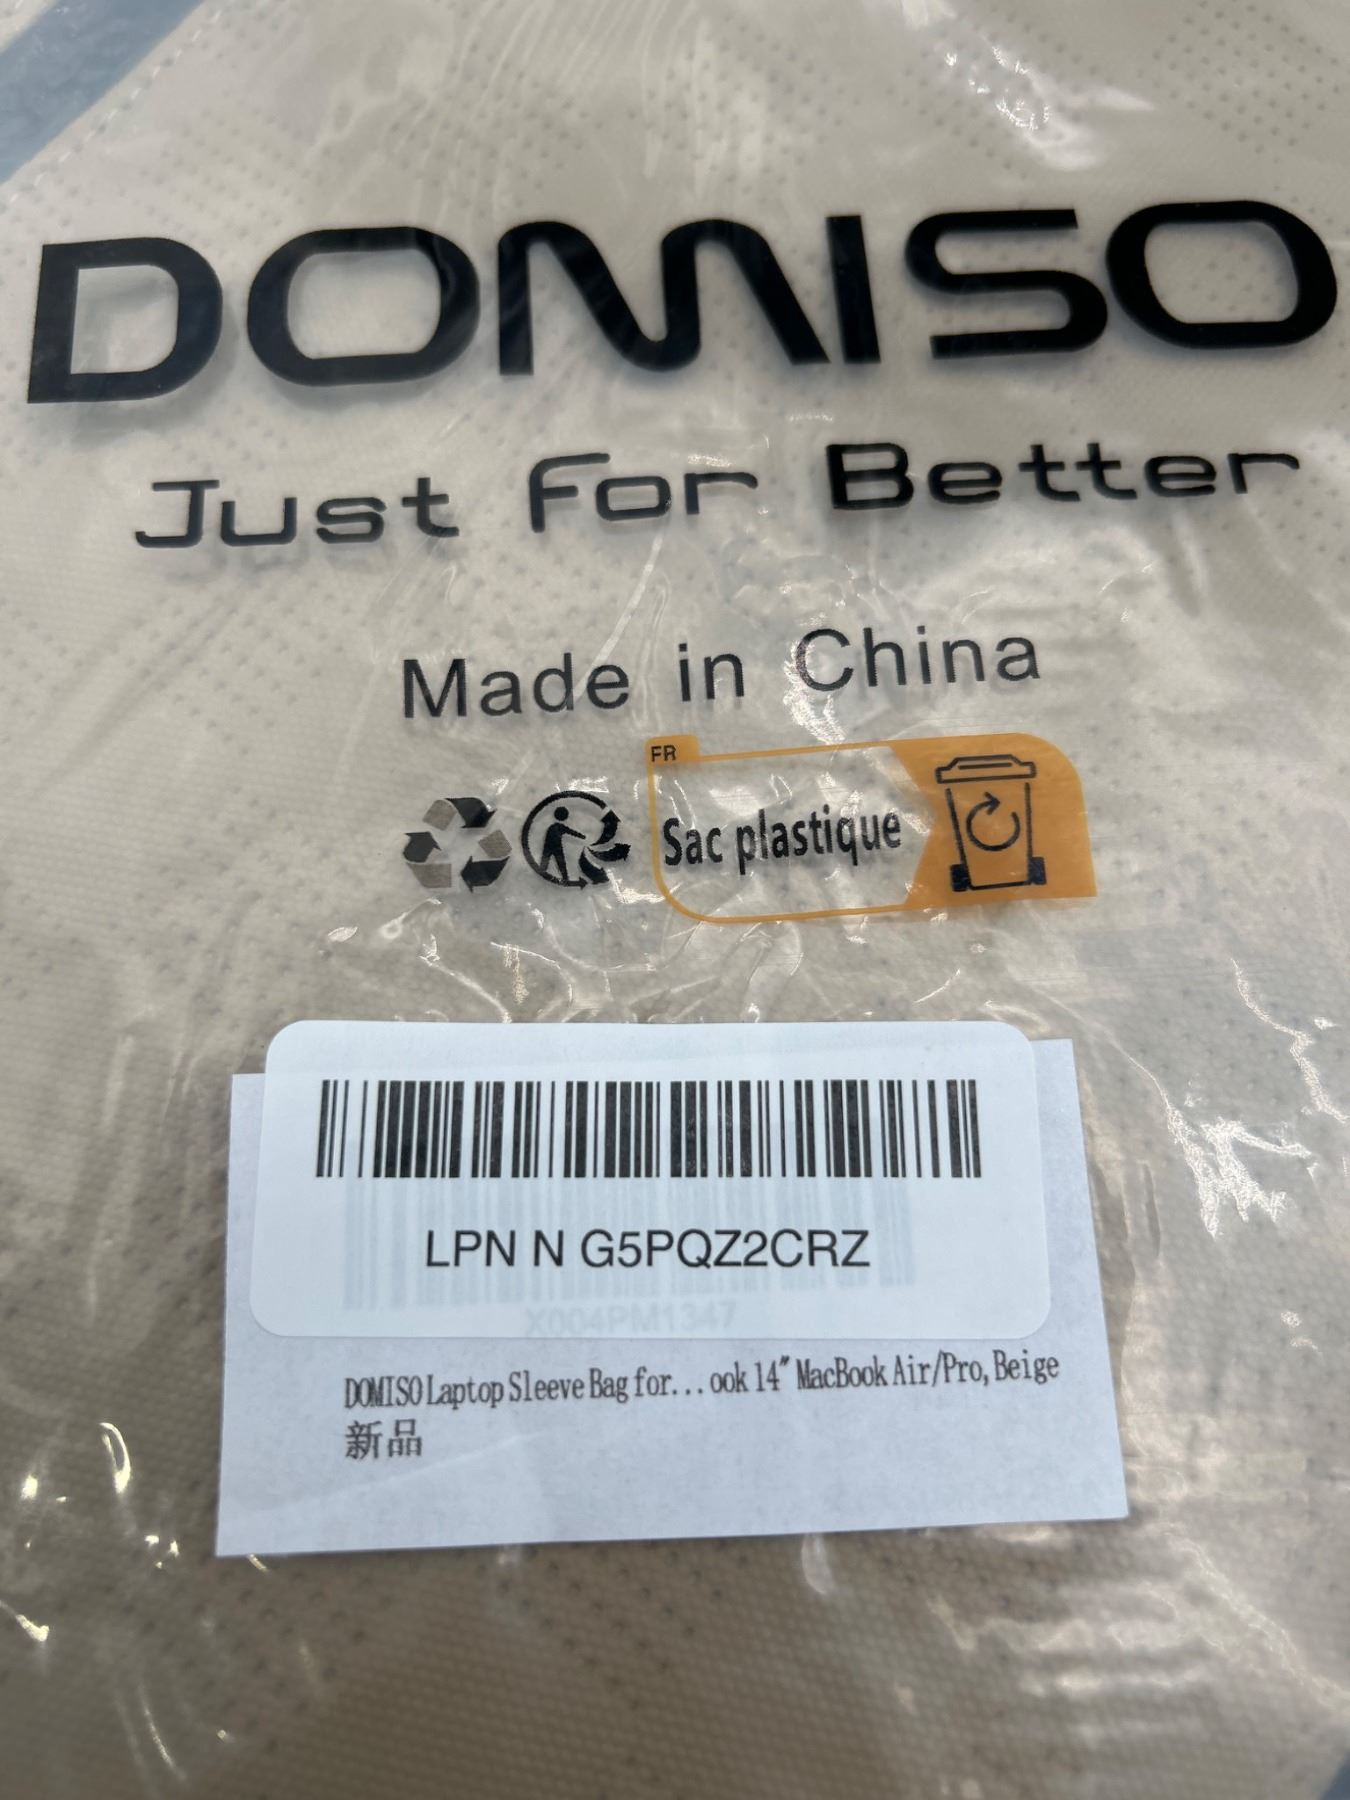 DOMISO
Just For Better
Made in China
FR
Sac plastique
LPN N G5PQZ2CRZ
X004PM1347
DOMISO Laptop Sleeve Bag for...ook 14" MacBook Air/Pro, Beige
新品